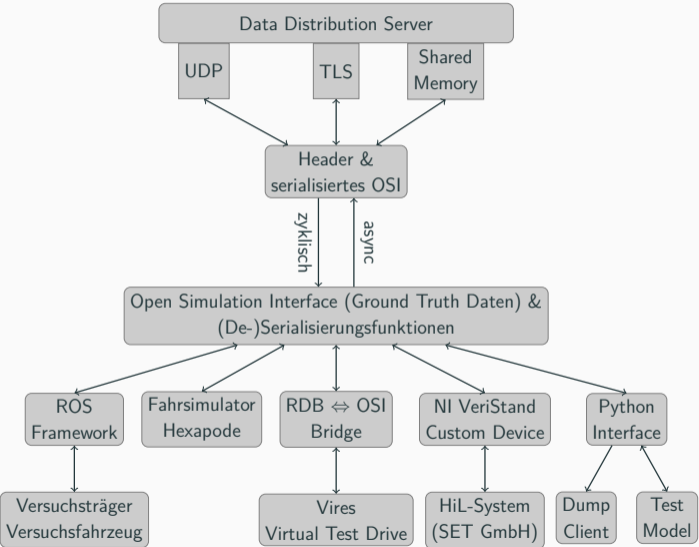 Data Distribution Server
UDP
TLS
Shared
Memory
Header &
serialisiertes OSI
zyklisch
async
Open Simulation Interface (Ground Truth Daten) &
(De-)Serialisierungsfunktionen
ROS
Framework
Fahrsimulator
Hexapode
RDB ⇔ OSI
Bridge
NI VeriStand
Custom Device
Python
Interface
Versuchsträger
Versuchsfahrzeug
Vires
Virtual Test Drive
HiL-System
(SET GmbH)
Dump
Client
Test
Model